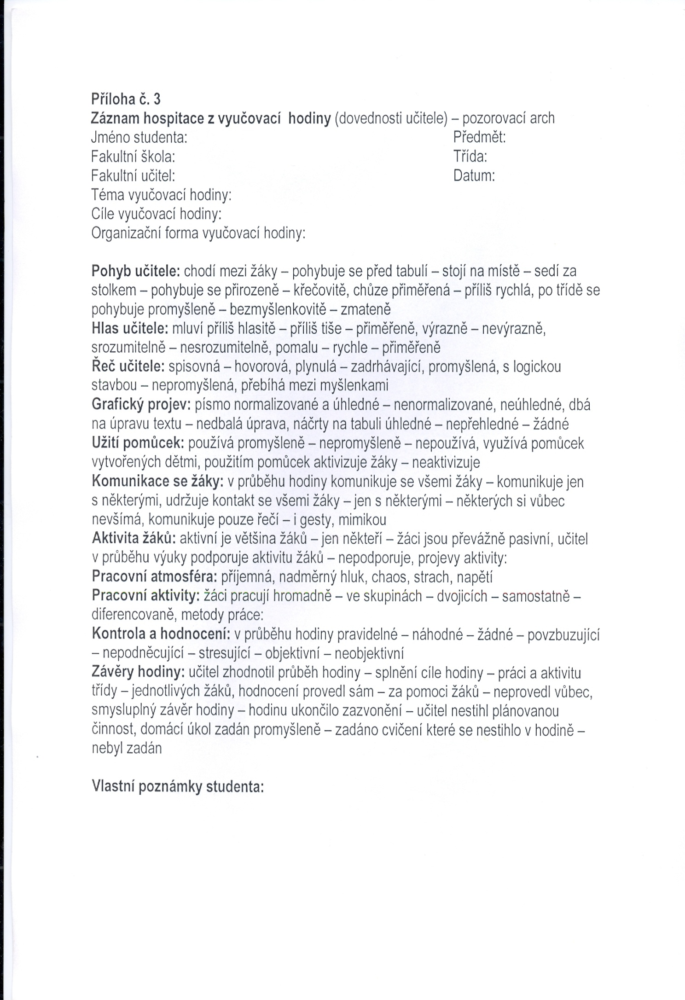 Příloha č. 3
Záznam hospitace z vyučovací hodiny (dovednosti učitele) – pozorovací arch
Jméno studenta: Předmět:
Fakultní škola: Třída:
Fakultní učitel: Datum:
Téma vyučovací hodiny:
Cíle vyučovací hodiny:
Organizační forma vyučovací hodiny:
Pohyb učitele: chodí mezi žáky – pohybuje se před tabulí – stojí na místě – sedí za
stolkem – pohybuje se přirozeně – křečovitě, chůze přiměřená – příliš rychlá, po třídě se
pohybuje promyšleně – bezmyšlenkovitě – zmateně
Hlas učitele: mluví příliš hlasitě – příliš tiše – přiměřeně, výrazně – nevýrazně,
srozumitelně – nesrozumitelně, pomalu – rychle – přiměřeně
Řeč učitele: spisovná – hovorová, plynulá – zadrhávající, promyšlená, s logickou
stavbou – nepromyšlená, přebíhá mezi myšlenkami
Grafický projev: písmo normalizované a úhledné – nenormalizované, neúhledné, dbá
na úpravu textu – nedbalá úprava, náčrty na tabuli úhledné – nepřehledné – žádné
Užití pomůcek: používá promyšleně – nepromyšleně – nepoužívá, využívá pomůcek
vytvořených dětmi, použitím pomůcek aktivizuje žáky – neaktivizuje
Komunikace se žáky: v průběhu hodiny komunikuje se všemi žáky – komunikuje jen
s některými, udržuje kontakt se všemi žáky – jen s některými – některých si vůbec
nevšímá, komunikuje pouze řečí – i gesty, mimikou
Aktivita žáků: aktivní je většina žáků – jen někteří – žáci jsou převážně pasivní, učitel
v průběhu výuky podporuje aktivitu žáků – nepodporuje, projevy aktivity:
Pracovní atmosféra: příjemná, nadměrný hluk, chaos, strach, napětí
Pracovní aktivity: žáci pracují hromadně – ve skupinách – dvojicích – samostatně –
diferencovaně, metody práce:
Kontrola a hodnocení: v průběhu hodiny pravidelné – náhodné – žádné – povzbuzující
– nepodněcující – stresující – objektivní – neobjektivní
Závěry hodiny: učitel zhodnotil průběh hodiny – splnění cíle hodiny – práci a aktivitu
třídy – jednotlivých žáků, hodnocení provedl sám – za pomoci žáků – neprovedl vůbec,
smysluplný závěr hodiny – hodinu ukončilo zazvonění – učitel nestihl plánovanou
činnost, domácí úkol zadán promyšleně – zadáno cvičení které se nestihlo v hodině –
nebyl zadán
Vlastní poznámky studenta: